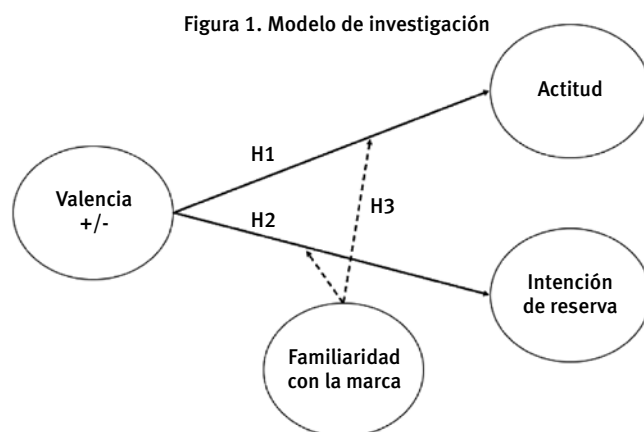 Figura 1. Modelo de investigación
Actitud
H1
Valencia
+/-
H3
H2
Intención
de reserva
Familiaridad
con la marca